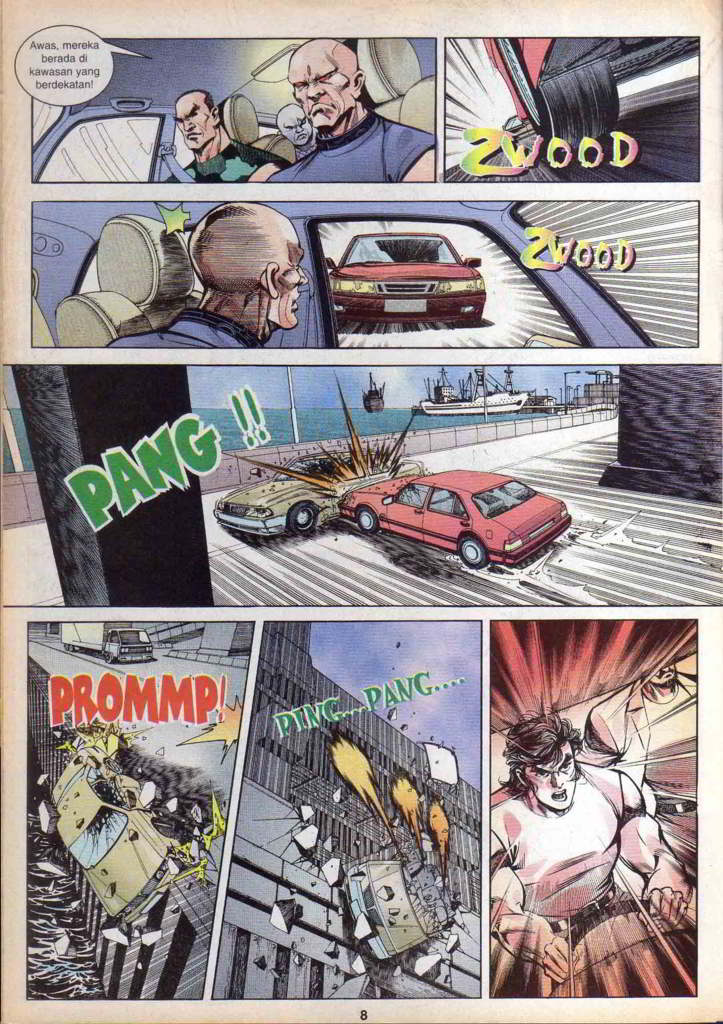 Awas, mereka
berada di
kawasan yang
berdekatan!
ZWOOD
ZWOOD
PANG!!
PROMMP!
PING...PANG....
8